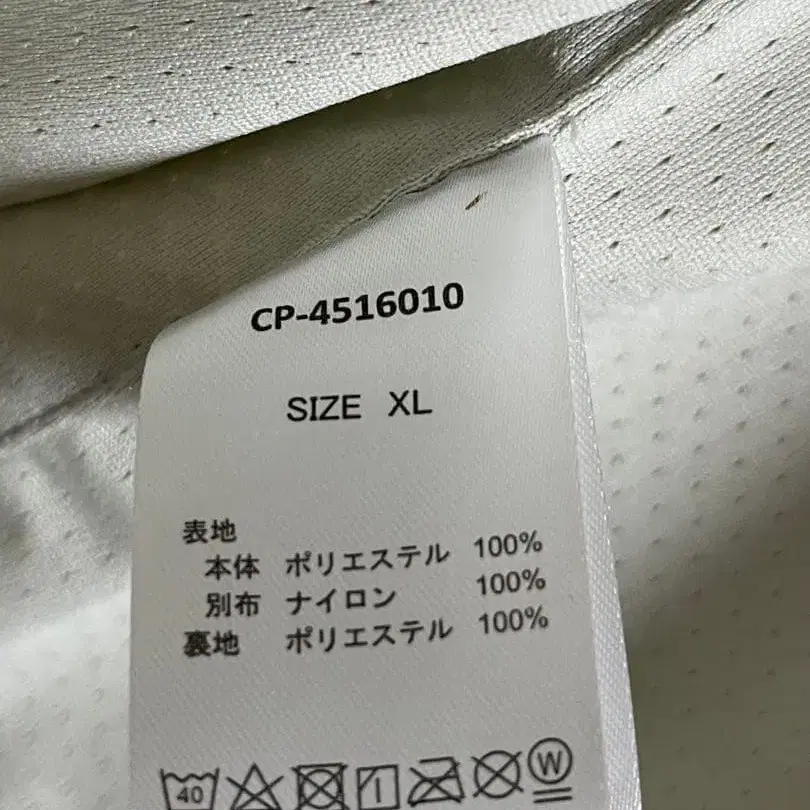 CP-4516010
SIZE XL
表地
本体 ポリエステル 100%
別布 ナイロン 100%
裏地 ポリエステル 100%
40 W